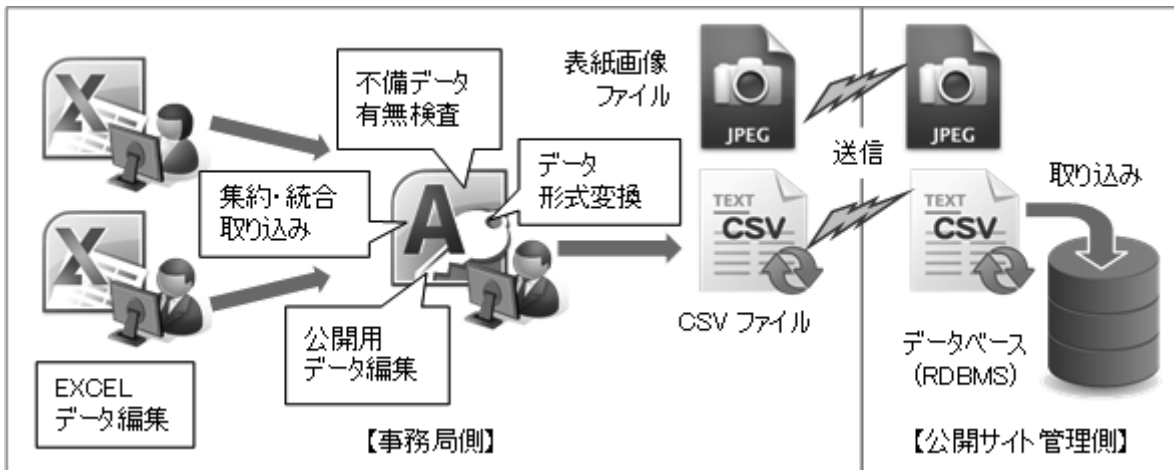 不備データ
有無検査
表紙画像
ファイル
JPEG
JPEG
送信
集約・統合
取り込み
データ
形式変換
取り込み
X
A
TEXT
CSV
TEXT
CSV
X
公開用
データ編集
CSV ファイル
データベース
(RDBMS)
EXCEL
データ編集
【事務局側】
【公開サイト管理側】